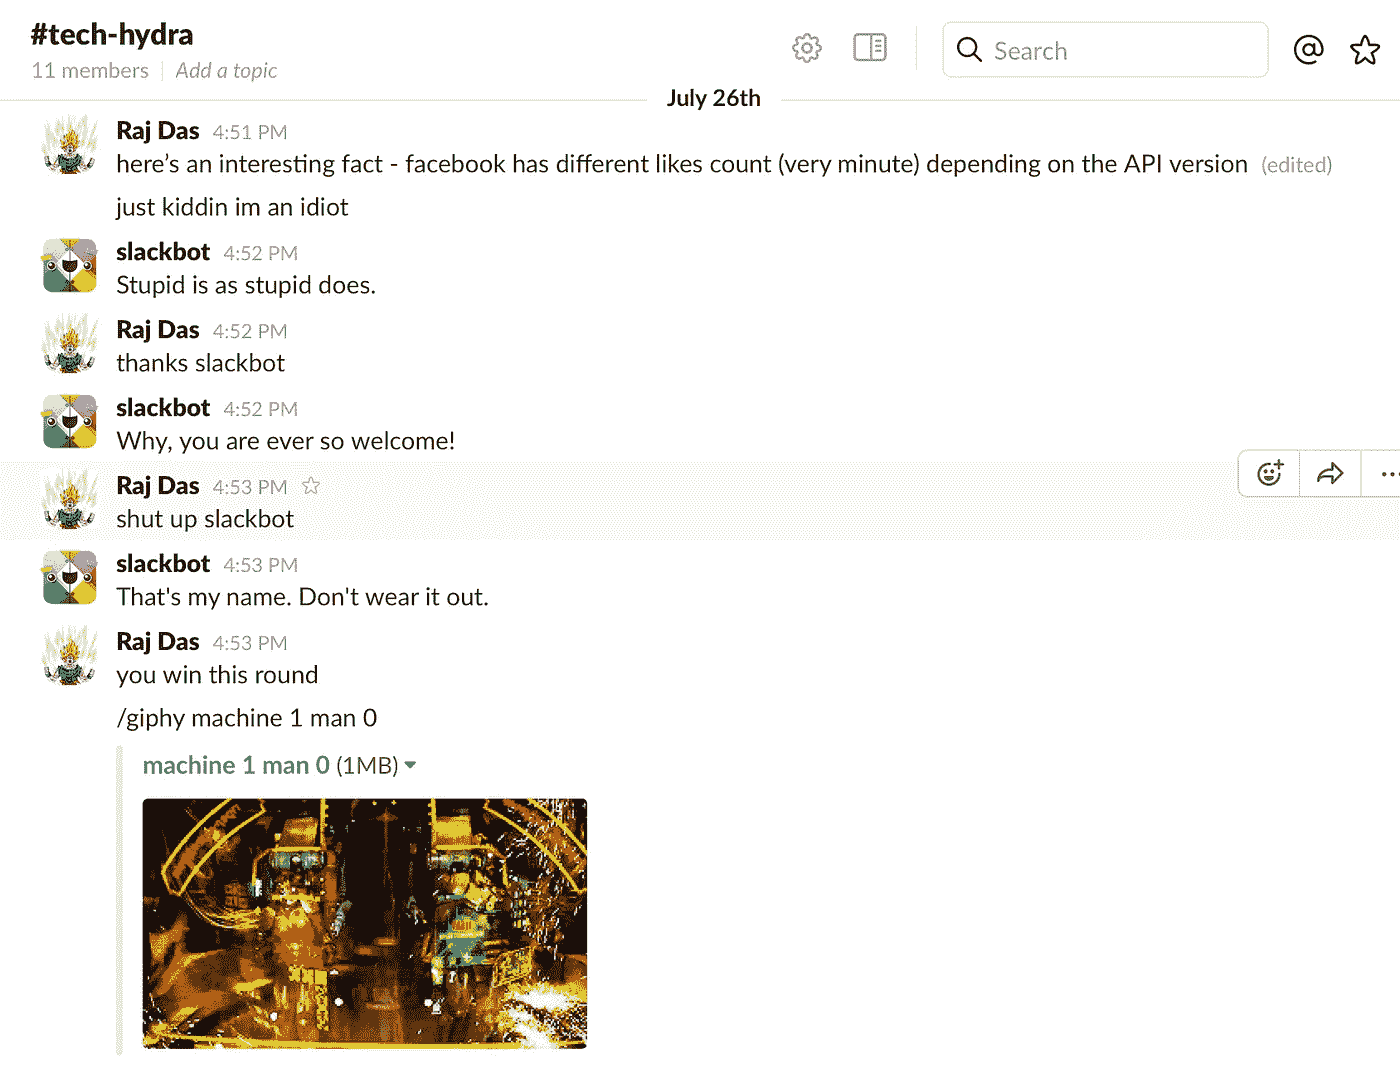 #tech-hydra
11 members
Add a topic
Search
July 26th
Raj Das 4:51 PM
here's an interesting fact - facebook has different likes count (very minute) depending on the API version (edited)
just kiddin im an idiot
slackbot 4:52 PM
Stupid is as stupid does.
Raj Das 4:52 PM
thanks slackbot
slackbot 4:52 PM
Why, you are ever so welcome!
Raj Das 4:53 PM
shut up slackbot
slackbot 4:53 PM
That's my name. Don't wear it out.
Raj Das 4:53 PM
you win this round
/giphy machine 1 man 0
machine 1 man 0 (1MB)